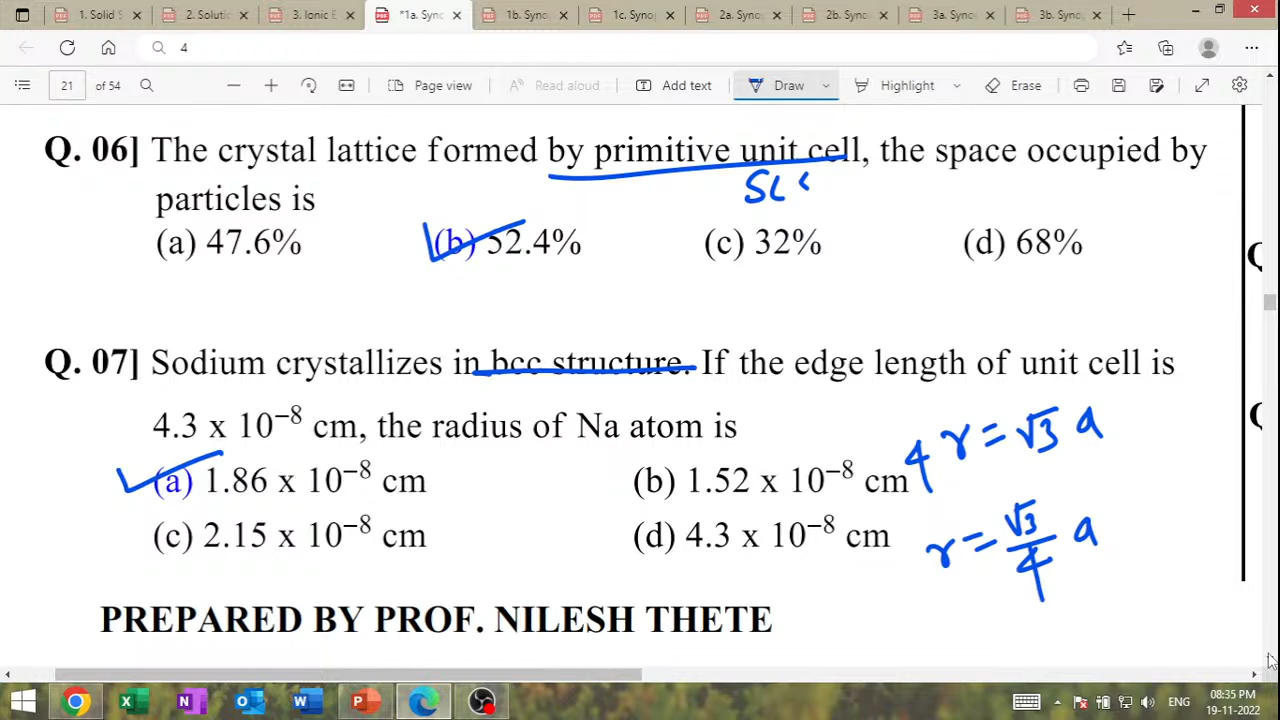 1. Solid S
2. Solutio
3. Ionic E
*1a. Sync
1b. Sync
1c. Syno
2a. Sync
2b. Sync
3a. Sync
3b. Sy
4
21 of 54
Page view
Read aloud
Add text
Draw
Highlight
Erase
Q. 06] The crystal lattice formed by primitive unit cell, the space occupied by
particles is
(a) 47.6% (b) 52.4% (c) 32% (d) 68%
Q. 07] Sodium crystallizes in bcc structure. If the edge length of unit cell is
4.3 x 10⁻⁸ cm, the radius of Na atom is
4r = √3 a
(a) 1.86 x 10⁻⁸ cm (b) 1.52 x 10⁻⁸ cm
(c) 2.15 x 10⁻⁸ cm (d) 4.3 x 10⁻⁸ cm
r = √3/4 a
PREPARED BY PROF. NILESH THETE
08:35 PM
19-11-2022